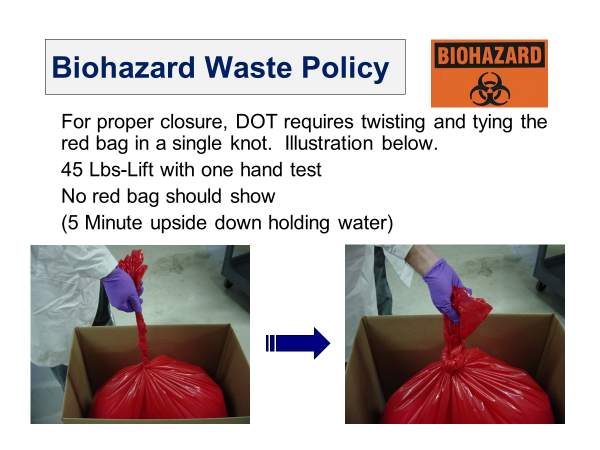 Biohazard Waste Policy
BIOHAZARD
For proper closure, DOT requires twisting and tying the
red bag in a single knot.  Illustration below.
45 Lbs-Lift with one hand test
No red bag should show
(5 Minute upside down holding water)